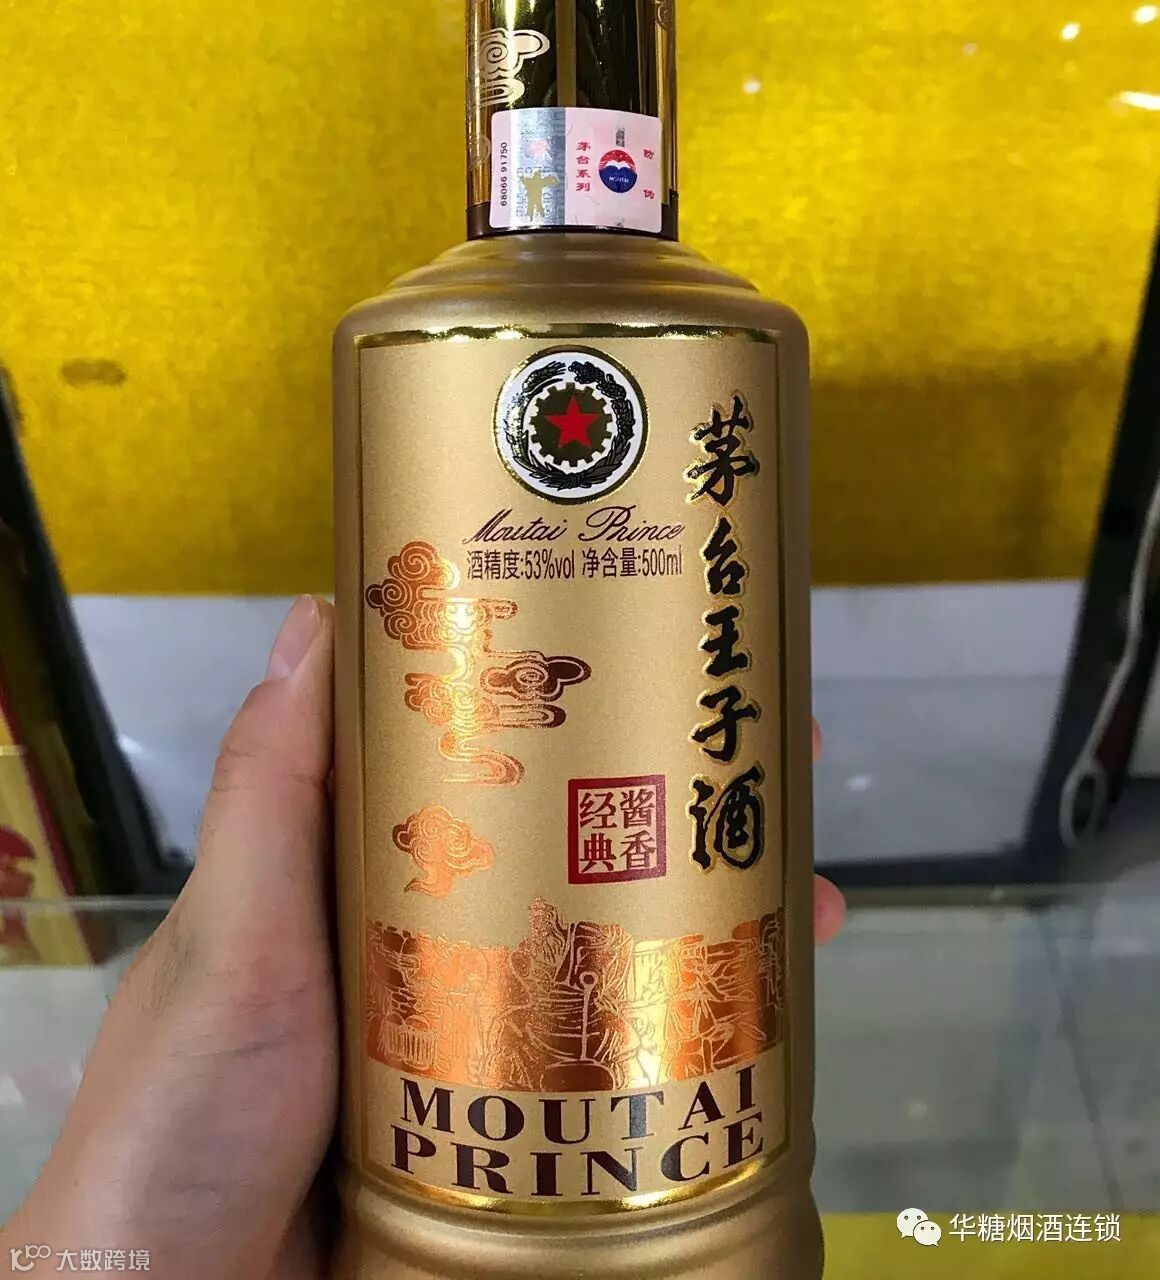 68066 91750
茅台系列
防伪
MOUTAI
Moutai Prince
酒精度:53%vol 净含量:500ml
茅台王子酒
酱香
经典
MOUTAI
PRINCE
华糖烟酒连锁
大数跨境